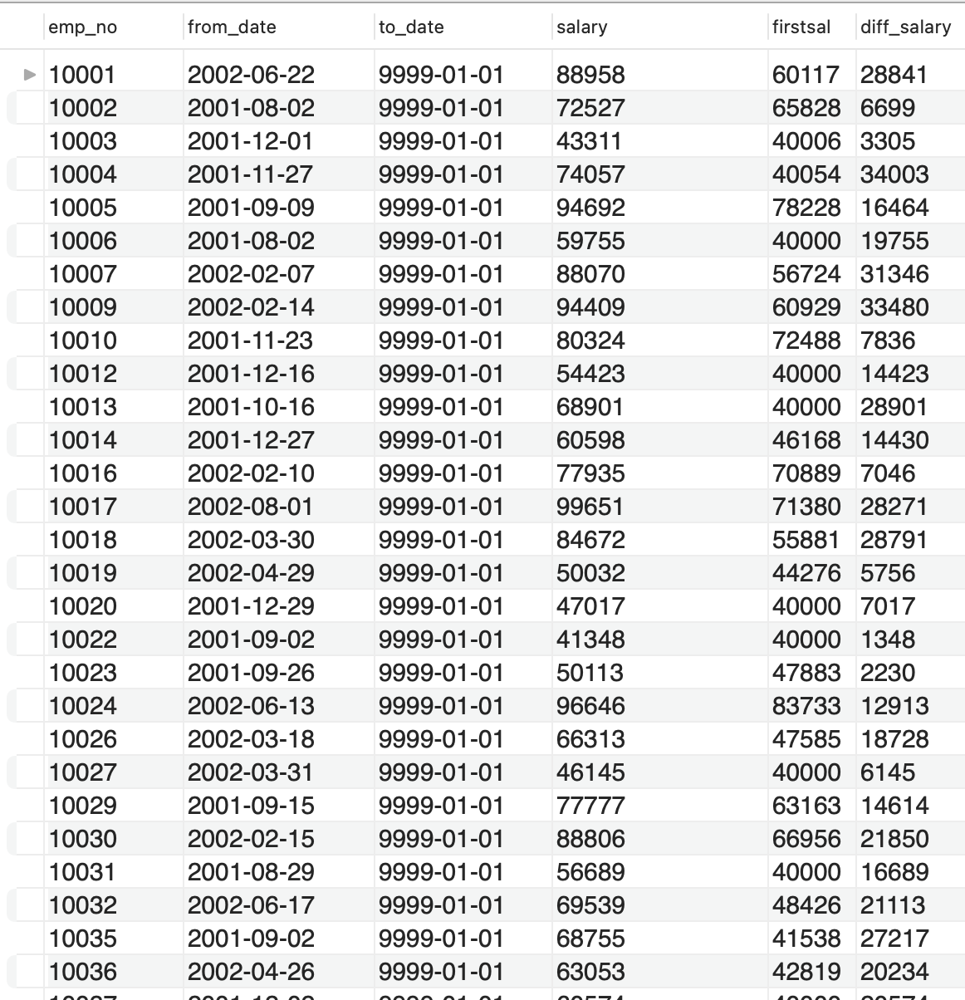 emp_no from_date to_date salary firstsal diff_salary
10001 2002-06-22 9999-01-01 88958 60117 28841
10002 2001-08-02 9999-01-01 72527 65828 6699
10003 2001-12-01 9999-01-01 43311 40006 3305
10004 2001-11-27 9999-01-01 74057 40054 34003
10005 2001-09-09 9999-01-01 94692 78228 16464
10006 2001-08-02 9999-01-01 59755 40000 19755
10007 2002-02-07 9999-01-01 88070 56724 31346
10009 2002-02-14 9999-01-01 94409 60929 33480
10010 2001-11-23 9999-01-01 80324 72488 7836
10012 2001-12-16 9999-01-01 54423 40000 14423
10013 2001-10-16 9999-01-01 68901 40000 28901
10014 2001-12-27 9999-01-01 60598 46168 14430
10016 2002-02-10 9999-01-01 77935 70889 7046
10017 2002-08-01 9999-01-01 99651 71380 28271
10018 2002-03-30 9999-01-01 84672 55881 28791
10019 2002-04-29 9999-01-01 50032 44276 5756
10020 2001-12-29 9999-01-01 47017 40000 7017
10022 2001-09-02 9999-01-01 41348 40000 1348
10023 2001-09-26 9999-01-01 50113 47883 2230
10024 2002-06-13 9999-01-01 96646 83733 12913
10026 2002-03-18 9999-01-01 66313 47585 18728
10027 2002-03-31 9999-01-01 46145 40000 6145
10029 2001-09-15 9999-01-01 77777 63163 14614
10030 2002-02-15 9999-01-01 88806 66956 21850
10031 2001-08-29 9999-01-01 56689 40000 16689
10032 2002-06-17 9999-01-01 69539 48426 21113
10035 2001-09-02 9999-01-01 68755 41538 27217
10036 2002-04-26 9999-01-01 63053 42819 20234